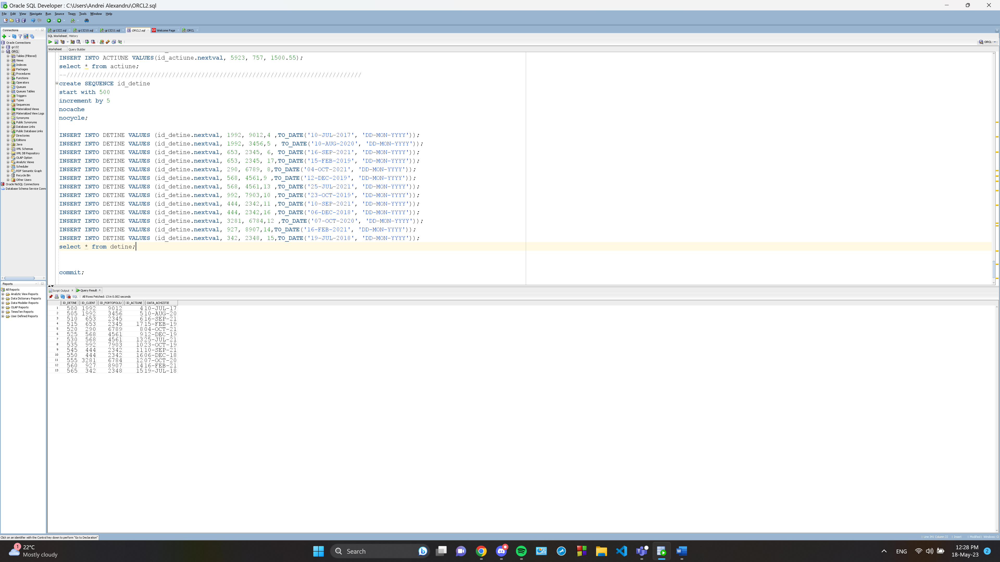 Oracle SQL Developer : C:\Users\Andrei Alexandru\ORCL2.sql
File Edit View Navigate Run Source Team Tools Window Help
Connections
Oracle Connections
gr132
ORCL
Tables (Filtered)
Views
Indexes
Packages
Procedures
Functions
Operators
Queues
Queues Tables
Triggers
Types
Sequences
Materialized Views
Materialized View Logs
Synonyms
Public Synonyms
Database Links
Public Database Links
Directories
Editions
Java
XML Schemas
XML DB Repository
OLAP Option
Analytic Views
Scheduler
RDF Semantic Graph
Recycle Bin
Other Users
Oracle NoSQL Connections
Database Schema Service Conn
Reports
All Reports
Analytic View Reports
Data Dictionary Reports
Data Modeler Reports
OLAP Reports
TimesTen Reports
User Defined Reports
gr1322.sql gr13210.sql gr13211.sql ORCL2.sql Welcome Page ORCL
SQL Worksheet History
ORCL
Worksheet Query Builder
INSERT INTO ACTIUNE VALUES(id_actiune.nextval, 5923, 757, 1500.55);
select * from actiune;
--/////////////////////////////////////////////////////////////////////////////////
create SEQUENCE id_detine
start with 500
increment by 5
nocache
nocycle;
INSERT INTO DETINE VALUES (id_detine.nextval, 1992, 9012,4 ,TO_DATE('10-JUL-2017', 'DD-MON-YYYY'));
INSERT INTO DETINE VALUES (id_detine.nextval, 1992, 3456,5 , TO_DATE('10-AUG-2020', 'DD-MON-YYYY'));
INSERT INTO DETINE VALUES (id_detine.nextval, 653, 2345, 6, TO_DATE('16-SEP-2021', 'DD-MON-YYYY'));
INSERT INTO DETINE VALUES (id_detine.nextval, 653, 2345, 17,TO_DATE('15-FEB-2019', 'DD-MON-YYYY'));
INSERT INTO DETINE VALUES (id_detine.nextval, 290, 6789, 8,TO_DATE('04-OCT-2021', 'DD-MON-YYYY'));
INSERT INTO DETINE VALUES (id_detine.nextval, 568, 4561,9 ,TO_DATE('12-DEC-2019', 'DD-MON-YYYY'));
INSERT INTO DETINE VALUES (id_detine.nextval, 568, 4561,13 ,TO_DATE('25-JUL-2021', 'DD-MON-YYYY'));
INSERT INTO DETINE VALUES (id_detine.nextval, 992, 7903,10 ,TO_DATE('23-OCT-2019', 'DD-MON-YYYY'));
INSERT INTO DETINE VALUES (id_detine.nextval, 444, 2342,11 ,TO_DATE('10-SEP-2021', 'DD-MON-YYYY'));
INSERT INTO DETINE VALUES (id_detine.nextval, 444, 2342,16 ,TO_DATE('06-DEC-2018', 'DD-MON-YYYY'));
INSERT INTO DETINE VALUES (id_detine.nextval, 3281, 6784,12 ,TO_DATE('07-OCT-2020', 'DD-MON-YYYY'));
INSERT INTO DETINE VALUES (id_detine.nextval, 927, 8907,14,TO_DATE('16-FEB-2021', 'DD-MON-YYYY'));
INSERT INTO DETINE VALUES (id_detine.nextval, 342, 2348, 15,TO_DATE('19-JUL-2018', 'DD-MON-YYYY'));
select * from detine;
commit;
Script Output x Query Result x
SQL | All Rows Fetched: 13 in 0.002 seconds
ID_DETINE ID_CLIENT ID_PORTOFOLIU ID_ACTIUNE DATA_ACHIZITIE
1 500 1992 9012 4 10-JUL-17
2 505 1992 3456 5 10-AUG-20
3 510 653 2345 6 16-SEP-21
4 515 653 2345 17 15-FEB-19
5 520 290 6789 8 04-OCT-21
6 525 568 4561 9 12-DEC-19
7 530 568 4561 13 25-JUL-21
8 535 992 7903 10 23-OCT-19
9 545 444 2342 11 10-SEP-21
10 550 444 2342 16 06-DEC-18
11 555 3281 6784 12 07-OCT-20
12 560 927 8907 14 16-FEB-21
13 565 342 2348 15 19-JUL-18
Click on an identifier with the Control key down to perform "Go to Declaration"
| Line 341 Column 22 | Insert | Modified | Windows: C
1
22°C
Mostly cloudy
Search
ENG
12:28 PM
18-May-23
2